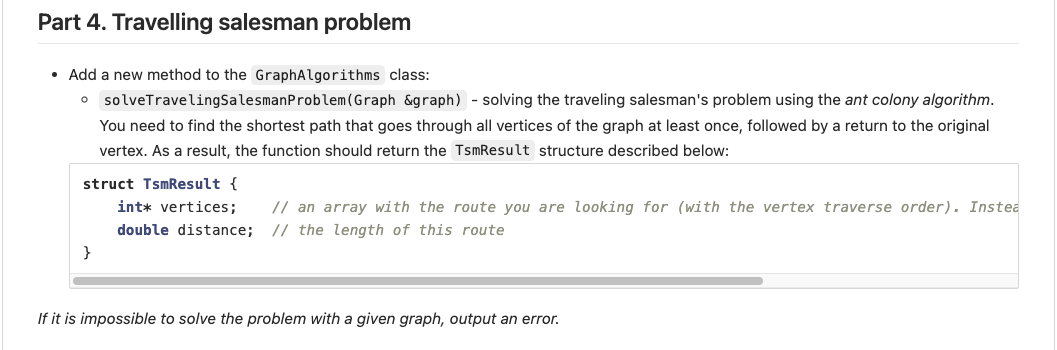 Part 4. Travelling salesman problem
• Add a new method to the GraphAlgorithms class:
◦ solveTravelingSalesmanProblem(Graph &graph) - solving the traveling salesman's problem using the ant colony algorithm.
You need to find the shortest path that goes through all vertices of the graph at least once, followed by a return to the original
vertex. As a result, the function should return the TsmResult structure described below:
struct TsmResult {
int* vertices;    // an array with the route you are looking for (with the vertex traverse order). Instea
double distance;  // the length of this route
}
If it is impossible to solve the problem with a given graph, output an error.